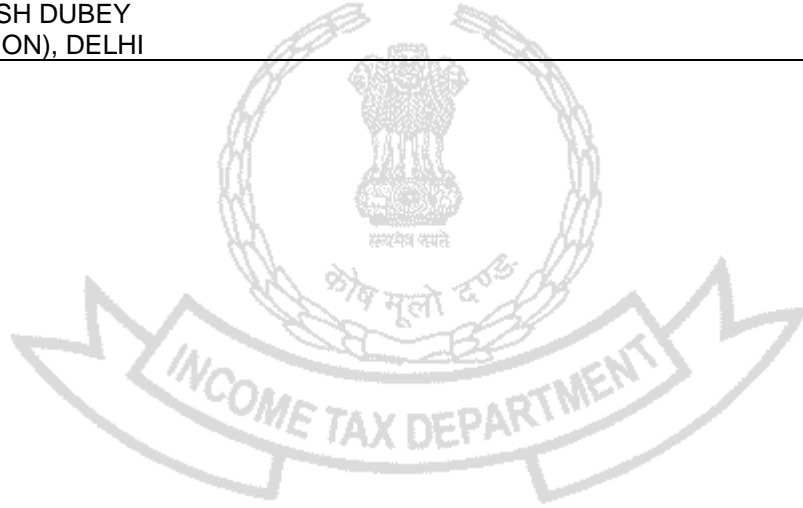 SH DUBEY
ON), DELHI
सत्यमेव जयते
कोष मूलो दण्ड:
INCOME TAX DEPARTMENT